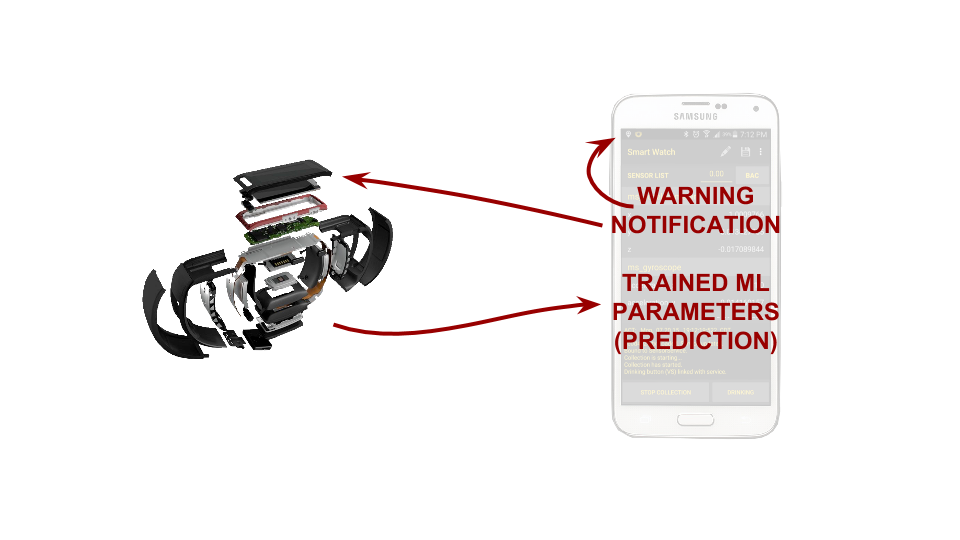 SAMSUNG
7:12 PM
Smart Watch
SENSOR LIST 0.00 BAC
WARNING
NOTIFICATION
z -0.017089844
ms_gyroscope
TRAINED ML
PARAMETERS
(PREDICTION)
Collection is starting...
Collection has started.
Drinking button (V0) linked with service.
STOP COLLECTION DRINKING